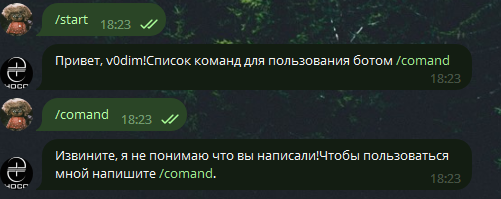 /start
18:23
Привет, v0dim!Список команд для пользования ботом /comand
18:23
/comand
18:23
Извините, я не понимаю что вы написали!Чтобы пользоваться
мной напишите /comand.
18:23